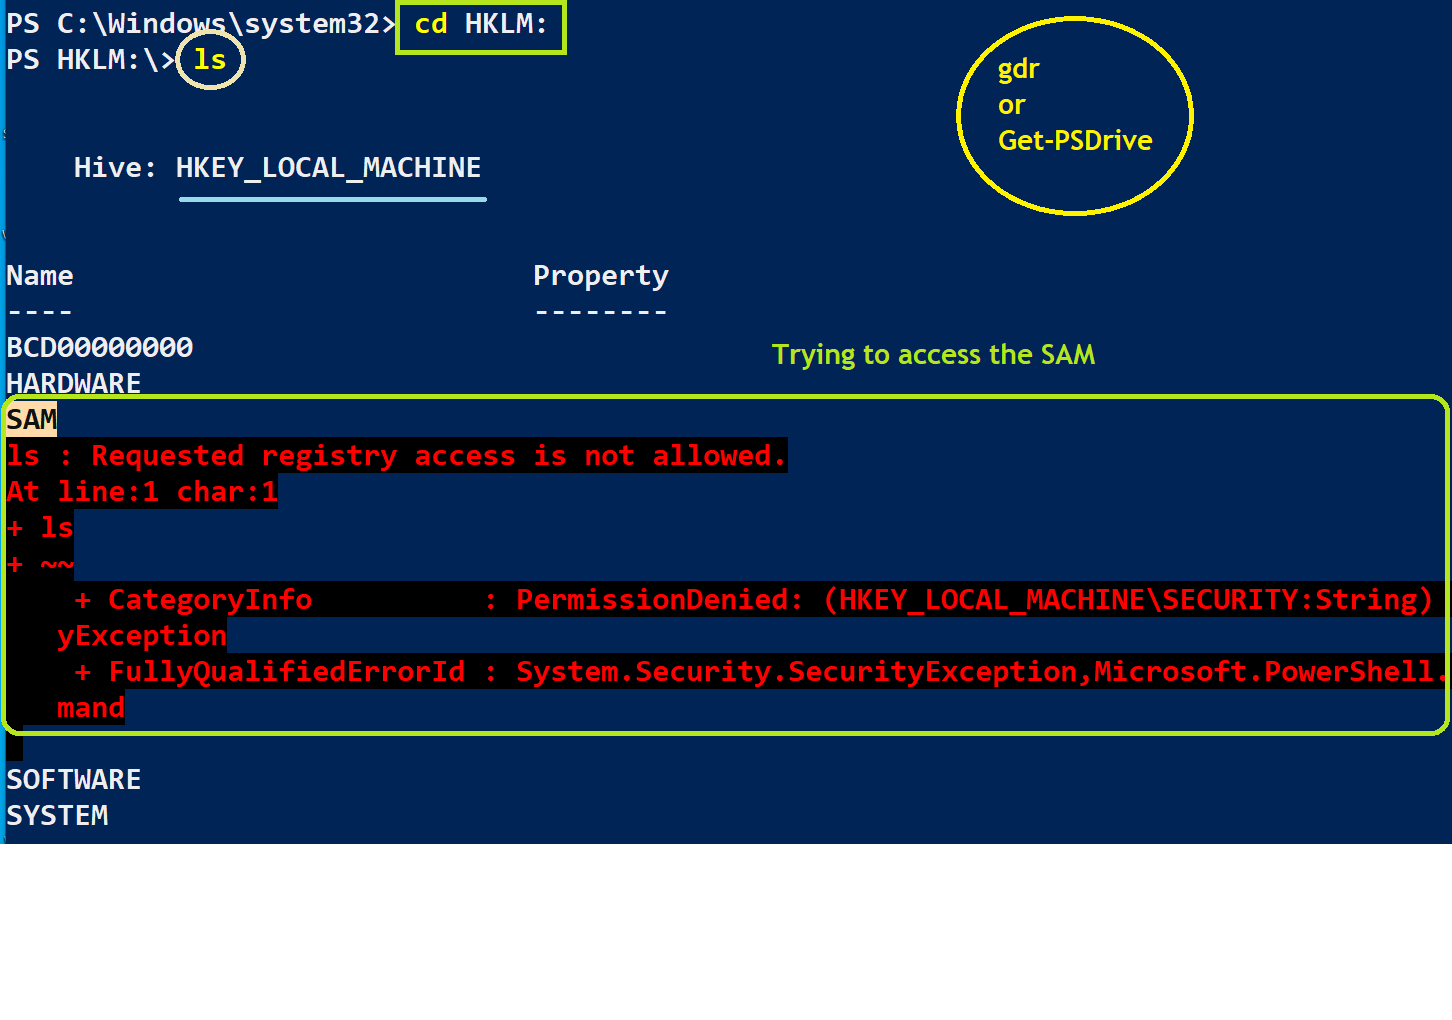 PS C:\Windows\system32> cd HKLM:
PS HKLM:\> ls
gdr
or
Get-PSDrive
Hive: HKEY_LOCAL_MACHINE
Name Property
---- --------
BCD00000000
Trying to access the SAM
HARDWARE
SAM
ls : Requested registry access is not allowed.
At line:1 char:1
+ ls
+ ~~
+ CategoryInfo : PermissionDenied: (HKEY_LOCAL_MACHINE\SECURITY:String)
yException
+ FullyQualifiedErrorId : System.Security.SecurityException,Microsoft.PowerShell.
mand
SOFTWARE
SYSTEM